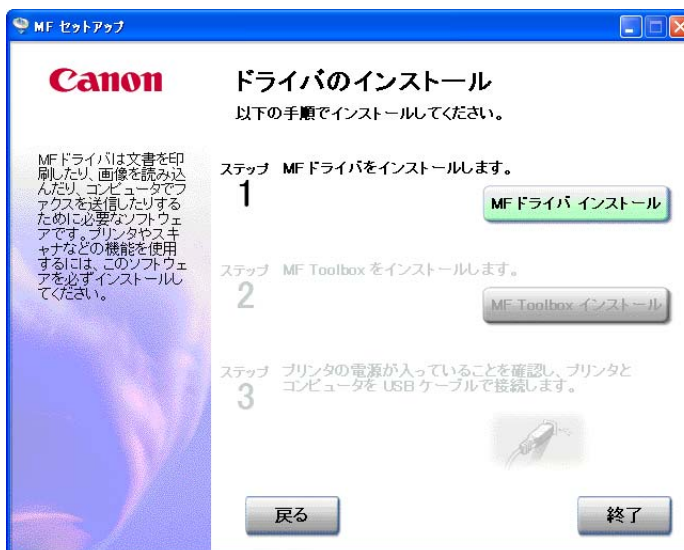 MF セットアップ
Canon
ドライバのインストール
以下の手順でインストールしてください。
MFドライバは文書を印
刷したり、画像を読み込
んだり、コンピュータでフ
ァクスを送信したりする
ために必要なソフトウェ
アです。プリンタやスキ
ャナなどの機能を使用
するには、このソフトウェ
アを必ずインストールし
てください。
ステップ 1 MFドライバをインストールします。
MFドライバ インストール
ステップ 2 MF Toolbox をインストールします。
MF Toolbox インストール
ステップ 3 プリンタの電源が入っていることを確認し、プリンタと
コンピュータを USB ケーブルで接続します。
戻る
終了